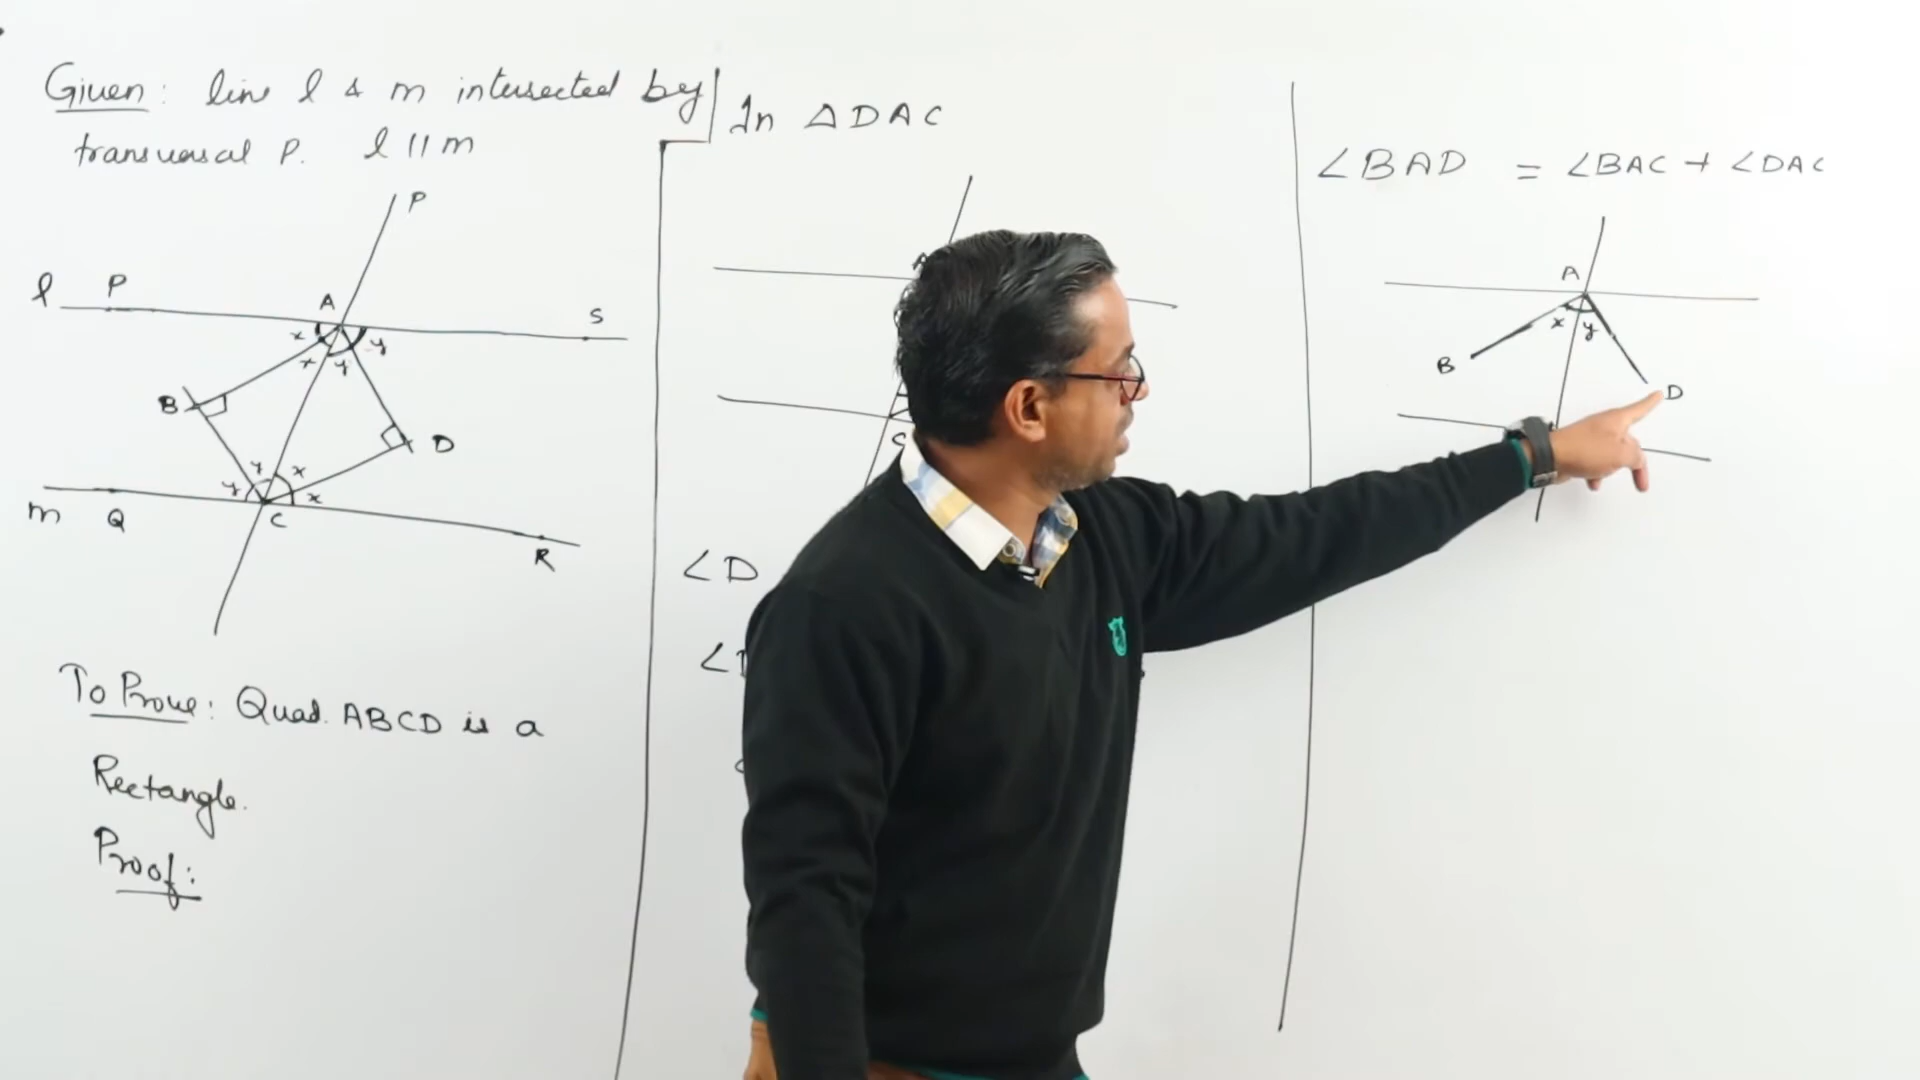 Given: line l & m intersected by
transversal P. l || m
P
l P A S
x y
x y
B D
y x
y x
m Q C R
To Prove: Quad. ABCD is a
Rectangle.
Proof:
In △DAC
A
C
∠D
∠BAD = ∠BAC + ∠DAC
A
x y
B D